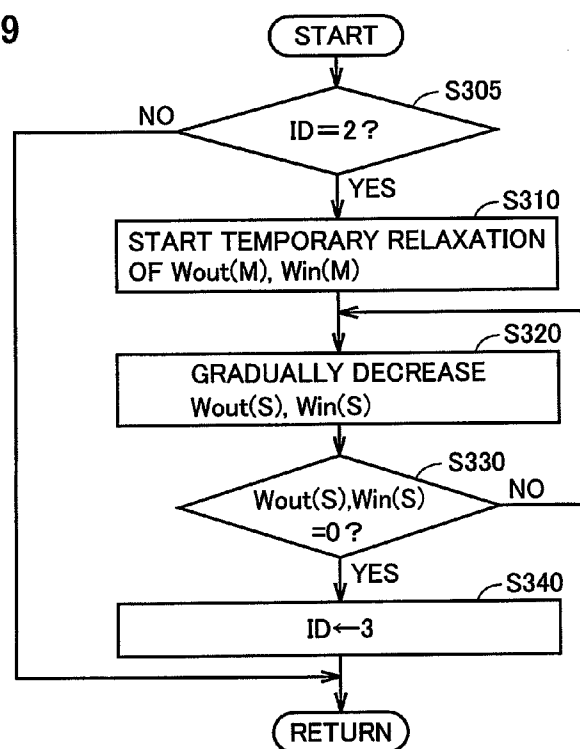 9
START
S305
NO
ID=2?
YES
S310
START TEMPORARY RELAXATION
OF Wout(M), Win(M)
S320
GRADUALLY DECREASE
Wout(S), Win(S)
S330
Wout(S),Win(S)
=0?
NO
YES
S340
ID←3
RETURN